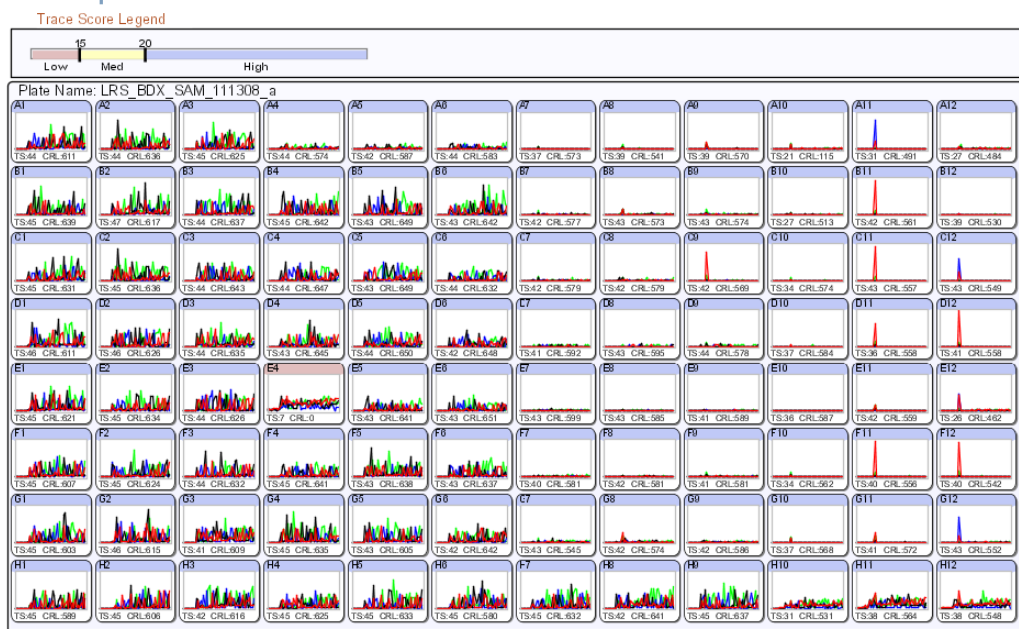 Trace Score Legend
15 20
Low Med High
Plate Name: LRS_BDX_SAM_111308_a
A1 A2 A3 A4 A5 A6 A7 A8 A9 A10 A11 A12
TS:44 CRL:611 TS:44 CRL:636 TS:45 CRL:625 TS:44 CRL:574 TS:42 CRL:587 TS:44 CRL:583 TS:37 CRL:573 TS:39 CRL:541 TS:39 CRL:570 TS:21 CRL:115 TS:31 CRL:491 TS:27 CRL:484
B1 B2 B3 B4 B5 B6 B7 B8 B9 B10 B11 B12
TS:45 CRL:639 TS:47 CRL:617 TS:44 CRL:637 TS:45 CRL:642 TS:43 CRL:649 TS:43 CRL:642 TS:42 CRL:577 TS:43 CRL:573 TS:43 CRL:574 TS:27 CRL:513 TS:42 CRL:561 TS:39 CRL:530
C1 C2 C3 C4 C5 C6 C7 C8 C9 C10 C11 C12
TS:45 CRL:631 TS:45 CRL:636 TS:44 CRL:643 TS:44 CRL:647 TS:43 CRL:649 TS:44 CRL:632 TS:42 CRL:579 TS:42 CRL:579 TS:42 CRL:569 TS:34 CRL:574 TS:43 CRL:557 TS:43 CRL:549
D1 D2 D3 D4 D5 D6 D7 D8 D9 D10 D11 D12
TS:46 CRL:611 TS:46 CRL:626 TS:44 CRL:635 TS:43 CRL:645 TS:44 CRL:650 TS:42 CRL:648 TS:41 CRL:592 TS:43 CRL:595 TS:44 CRL:578 TS:37 CRL:584 TS:36 CRL:558 TS:41 CRL:558
E1 E2 E3 E4 E5 E6 E7 E8 E9 E10 E11 E12
TS:45 CRL:621 TS:45 CRL:634 TS:44 CRL:626 TS:7 CRL:0 TS:43 CRL:641 TS:43 CRL:651 TS:43 CRL:599 TS:43 CRL:585 TS:41 CRL:589 TS:36 CRL:587 TS:42 CRL:559 TS:26 CRL:462
F1 F2 F3 F4 F5 F6 F7 F8 F9 F10 F11 F12
TS:45 CRL:607 TS:45 CRL:624 TS:44 CRL:632 TS:45 CRL:641 TS:43 CRL:638 TS:43 CRL:637 TS:40 CRL:581 TS:42 CRL:581 TS:41 CRL:581 TS:34 CRL:562 TS:40 CRL:556 TS:40 CRL:542
G1 G2 G3 G4 G5 G6 G7 G8 G9 G10 G11 G12
TS:45 CRL:603 TS:46 CRL:615 TS:41 CRL:609 TS:45 CRL:635 TS:43 CRL:605 TS:42 CRL:642 TS:43 CRL:545 TS:42 CRL:574 TS:42 CRL:586 TS:37 CRL:568 TS:41 CRL:572 TS:43 CRL:552
H1 H2 H3 H4 H5 H6 H7 H8 H9 H10 H11 H12
TS:45 CRL:589 TS:45 CRL:606 TS:42 CRL:616 TS:45 CRL:625 TS:45 CRL:633 TS:45 CRL:580 TS:45 CRL:632 TS:44 CRL:640 TS:45 CRL:637 TS:31 CRL:531 TS:38 CRL:564 TS:38 CRL:548